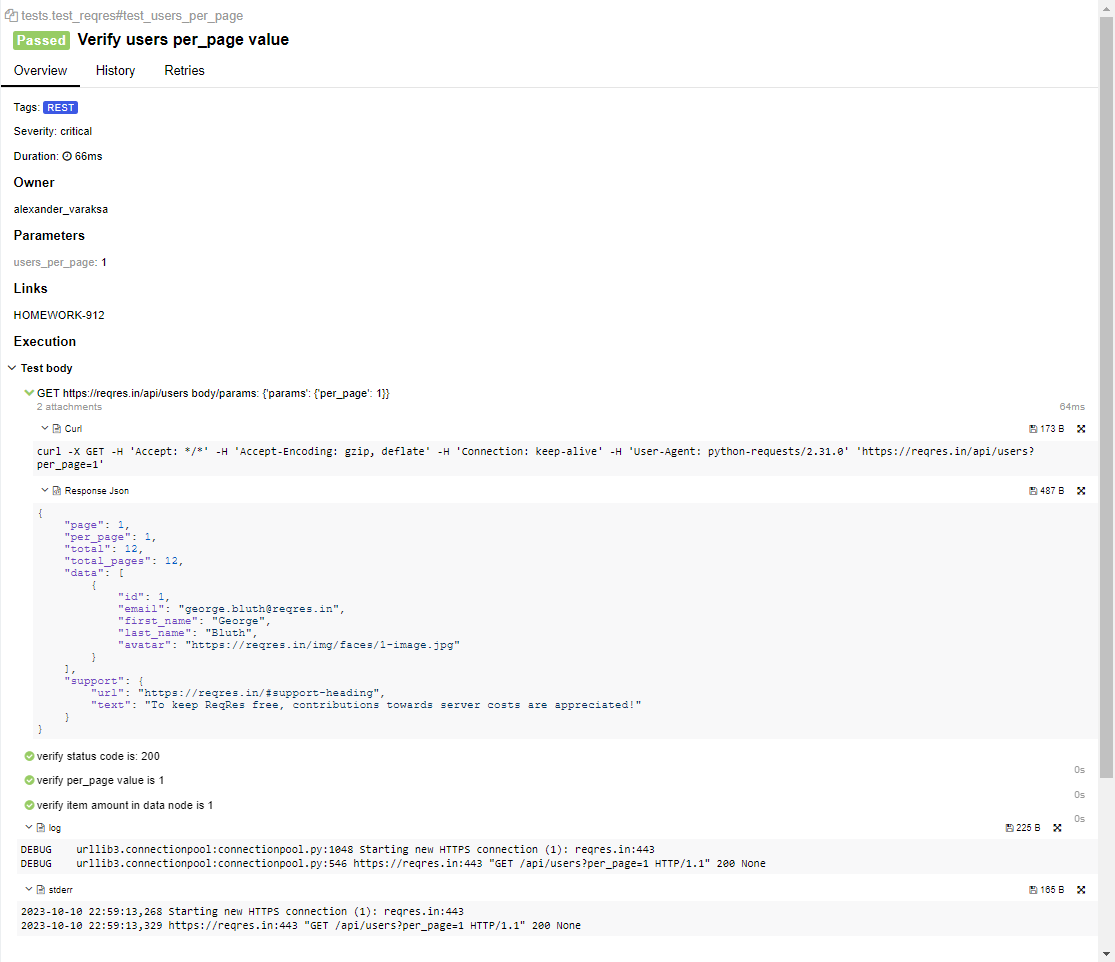 tests.test_reqres#test_users_per_page
Passed Verify users per_page value
Overview History Retries
Tags: REST
Severity: critical
Duration: 66ms
Owner
alexander_varaksa
Parameters
users_per_page: 1
Links
HOMEWORK-912
Execution
Test body
GET https://reqres.in/api/users body/params: {'params': {'per_page': 1}}
2 attachments 64ms
Curl 173 B
curl -X GET -H 'Accept: */*' -H 'Accept-Encoding: gzip, deflate' -H 'Connection: keep-alive' -H 'User-Agent: python-requests/2.31.0' 'https://reqres.in/api/users?
per_page=1'
Response Json 487 B
{
    "page": 1,
    "per_page": 1,
    "total": 12,
    "total_pages": 12,
    "data": [
        {
            "id": 1,
            "email": "george.bluth@reqres.in",
            "first_name": "George",
            "last_name": "Bluth",
            "avatar": "https://reqres.in/img/faces/1-image.jpg"
        }
    ],
    "support": {
        "url": "https://reqres.in/#support-heading",
        "text": "To keep ReqRes free, contributions towards server costs are appreciated!"
    }
}
verify status code is: 200
0s
verify per_page value is 1
0s
verify item amount in data node is 1
0s
log 225 B
DEBUG    urllib3.connectionpool:connectionpool.py:1048 Starting new HTTPS connection (1): reqres.in:443
DEBUG    urllib3.connectionpool:connectionpool.py:546 https://reqres.in:443 "GET /api/users?per_page=1 HTTP/1.1" 200 None
stderr 165 B
2023-10-10 22:59:13,268 Starting new HTTPS connection (1): reqres.in:443
2023-10-10 22:59:13,329 https://reqres.in:443 "GET /api/users?per_page=1 HTTP/1.1" 200 None